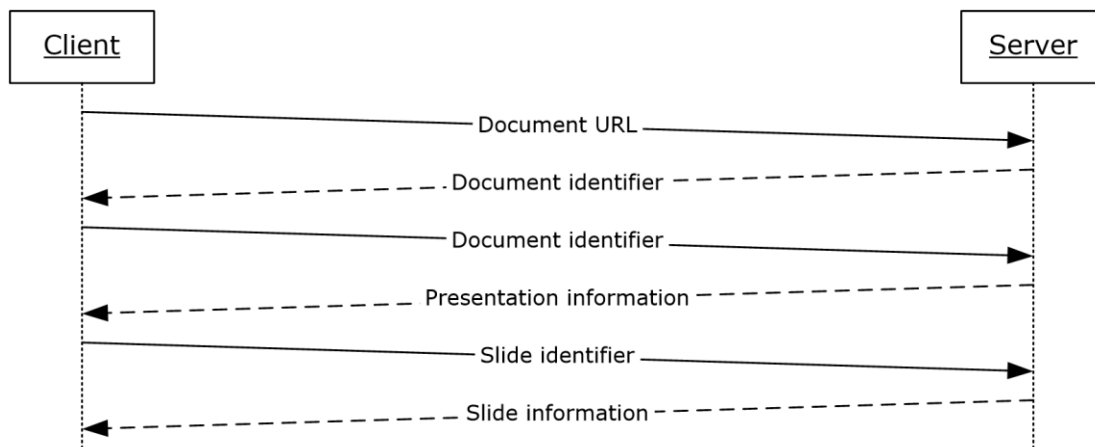 Client
Server
Document URL
Document identifier
Document identifier
Presentation information
Slide identifier
Slide information